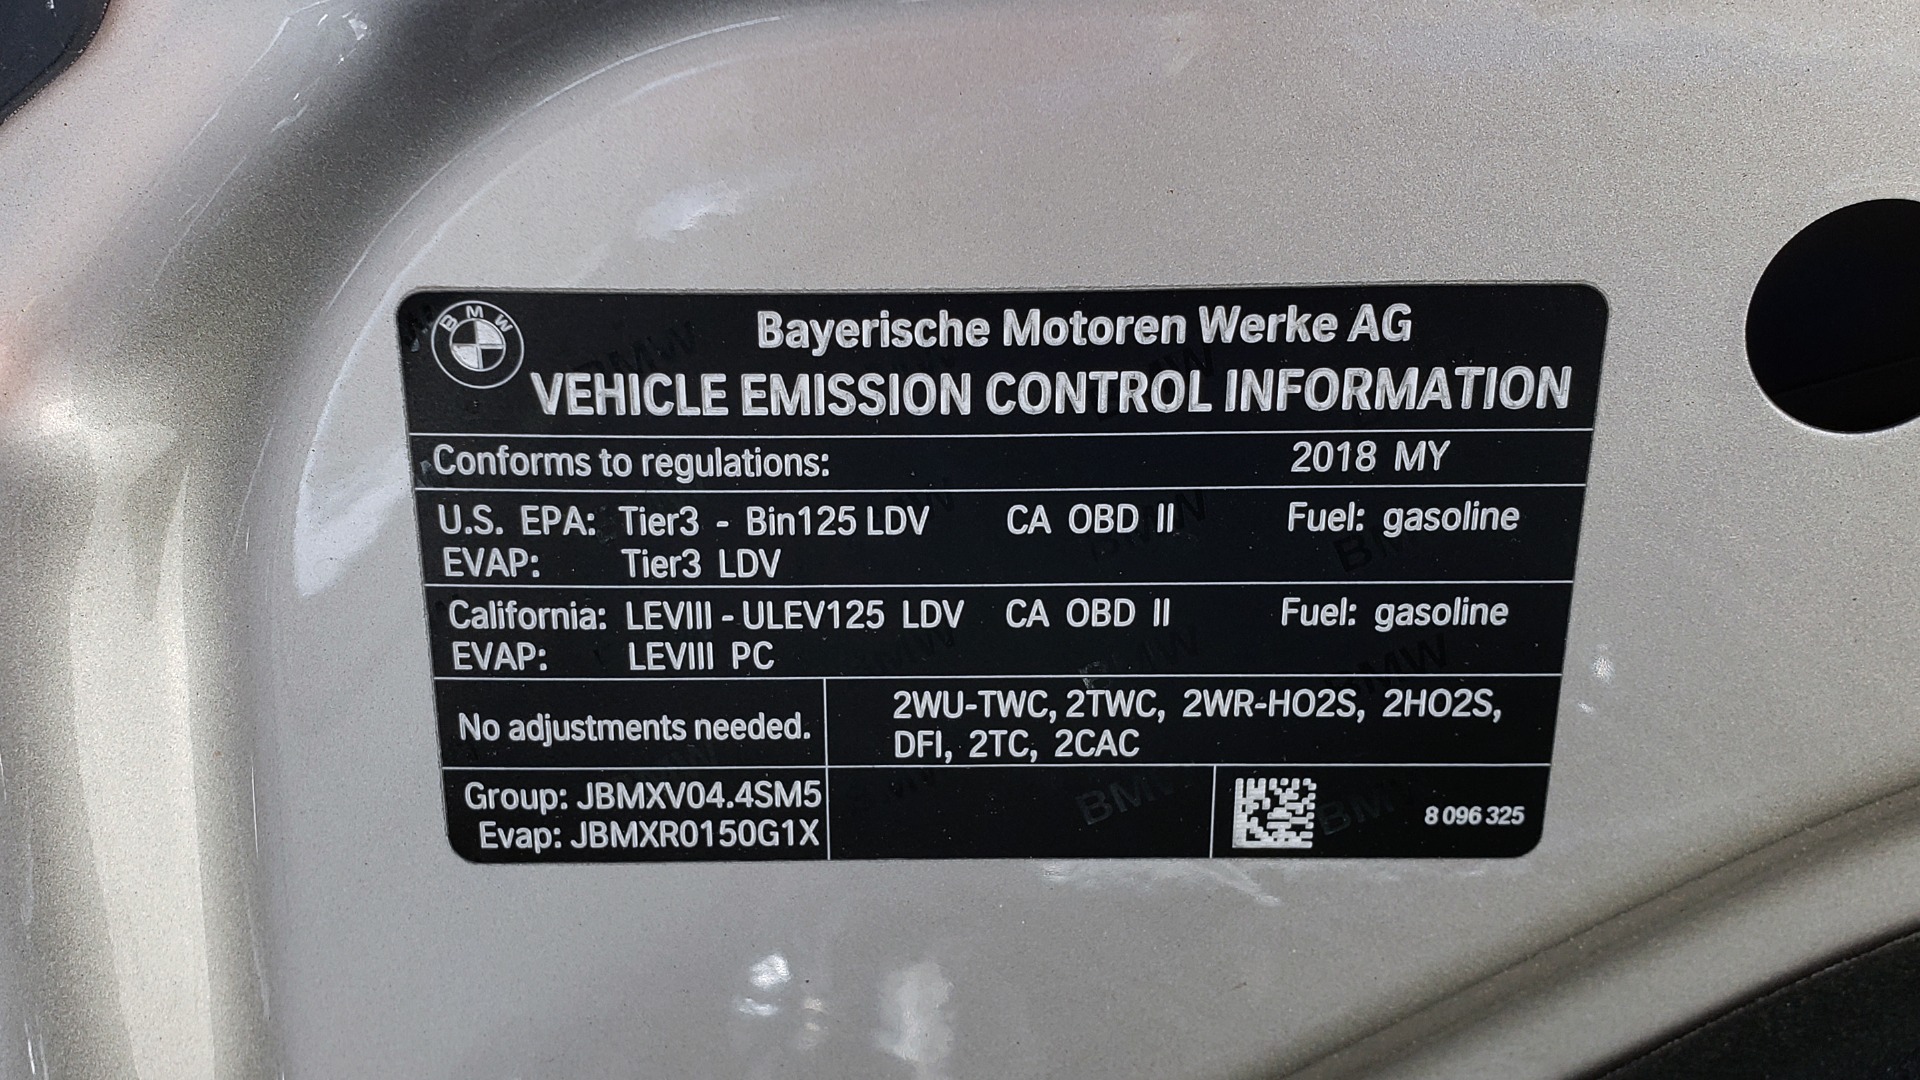 BMW
Bayerische Motoren Werke AG
VEHICLE EMISSION CONTROL INFORMATION
Conforms to regulations: 2018 MY
U.S. EPA: Tier3 - Bin125 LDV CA OBD II Fuel: gasoline
EVAP: Tier3 LDV
California: LEVIII - ULEV125 LDV CA OBD II Fuel: gasoline
EVAP: LEVIII PC
No adjustments needed.
2WU-TWC, 2TWC, 2WR-HO2S, 2HO2S,
DFI, 2TC, 2CAC
Group: JBMXV04.4SM5
Evap: JBMXR0150G1X
8 096 325